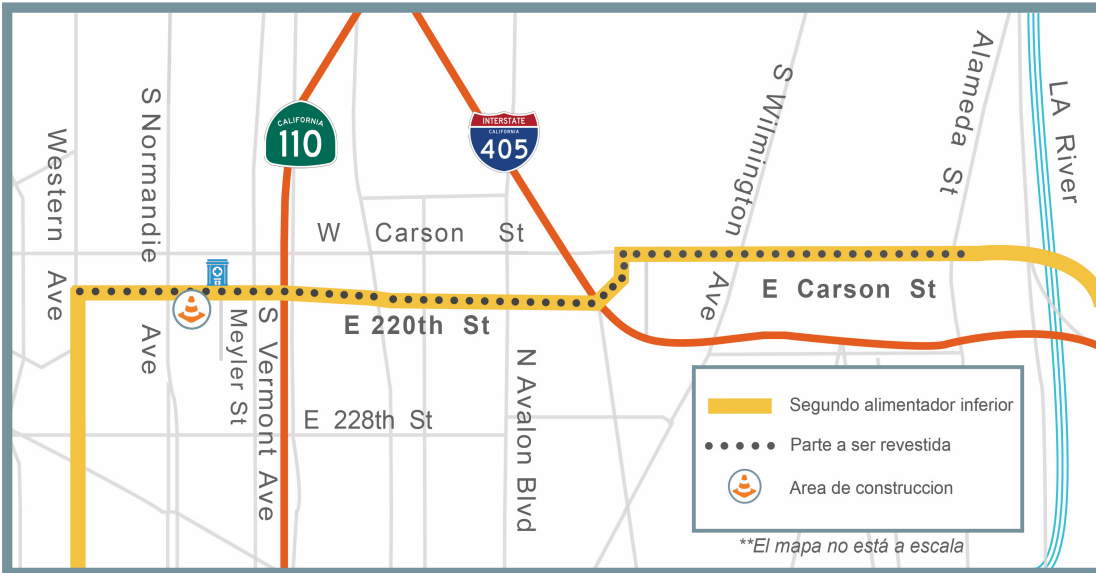 Western Ave
S Normandie Ave
CALIFORNIA
110
INTERSTATE
CALIFORNIA
405
S Wilmington Ave
Alameda St
LA River
W Carson St
E Carson St
E 220th St
Meyler St
S Vermont Ave
E 228th St
N Avalon Blvd
Segundo alimentador inferior
Parte a ser revestida
Area de construccion
**El mapa no está a escala